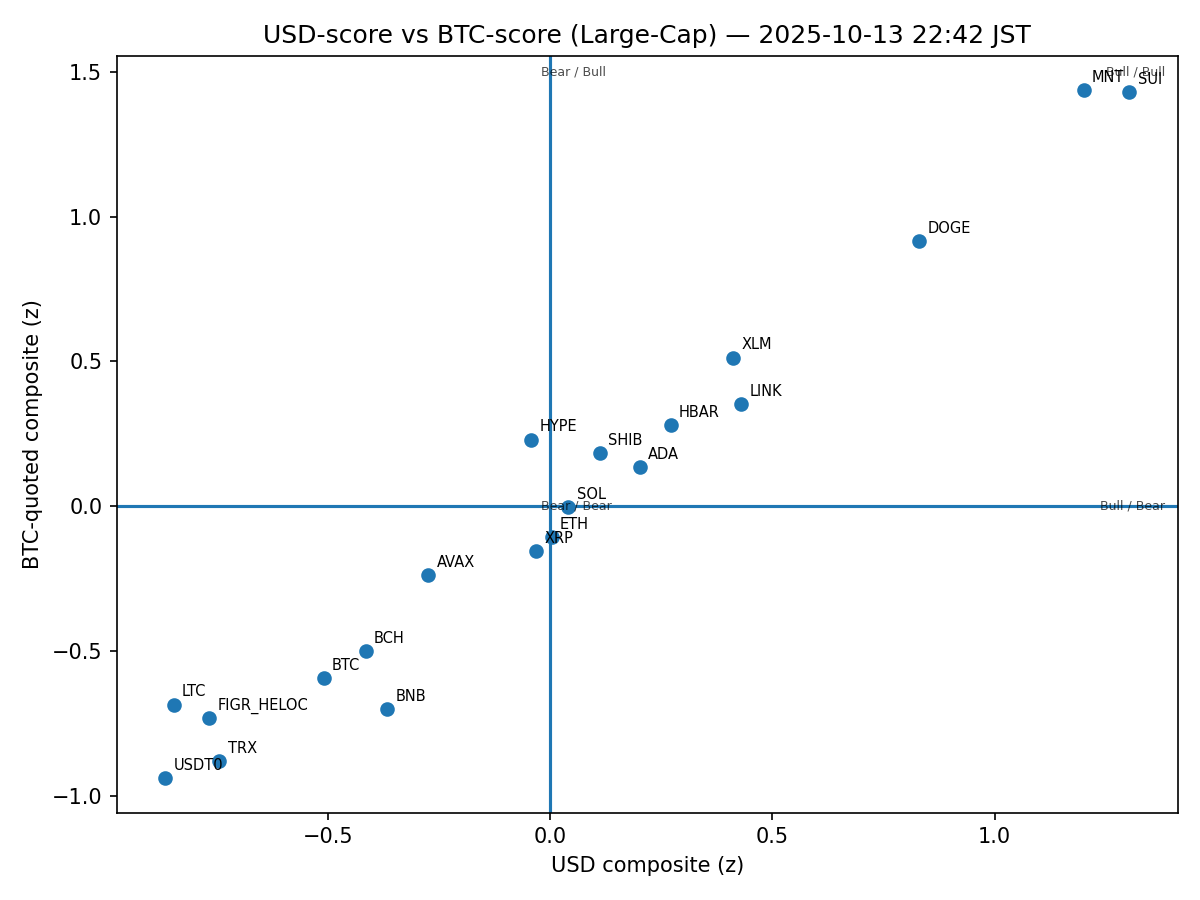 USD-score vs BTC-score (Large-Cap) — 2025-10-13 22:42 JST
BTC-quoted composite (z)
1.5
1.0
0.5
0.0
−0.5
−1.0
Bear / Bull
Bull / Bull
MNT
SUI
DOGE
XLM
LINK
HBAR
HYPE
SHIB
ADA
SOL
Bear / Bear
Bull / Bear
ETH
XRP
AVAX
BCH
BTC
BNB
LTC
FIGR_HELOC
TRX
USDT0
−0.5
0.0
0.5
1.0
USD composite (z)